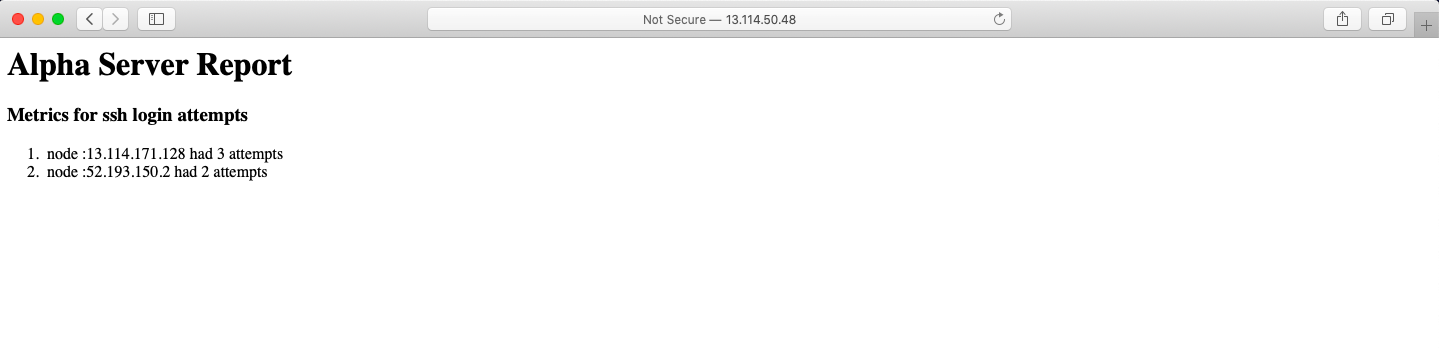 Not Secure — 13.114.50.48
Alpha Server Report
Metrics for ssh login attempts
1. node :13.114.171.128 had 3 attempts
2. node :52.193.150.2 had 2 attempts